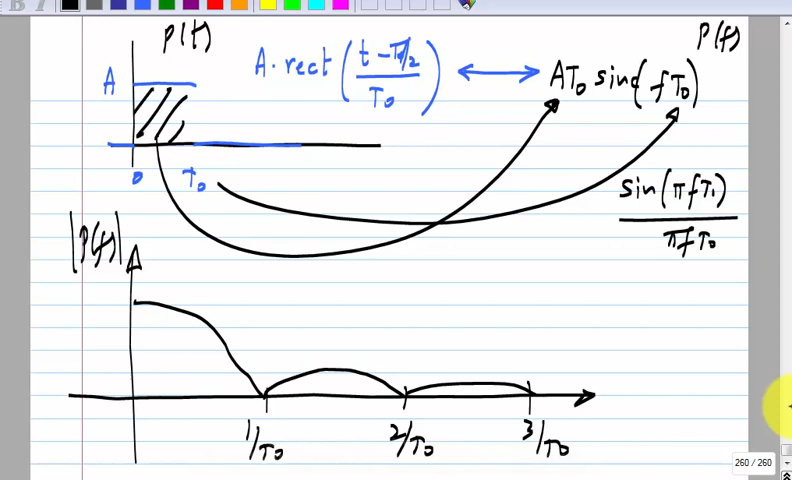 p(t)
P(f)
A
A. rect ( t - T₀/2 / T₀ ) ↔ AT₀ sinc( fT₀)
0 T₀
sin(πfT₁) / πfT₀
|P(f)|
1/T₀ 2/T₀ 3/T₀
260 / 260